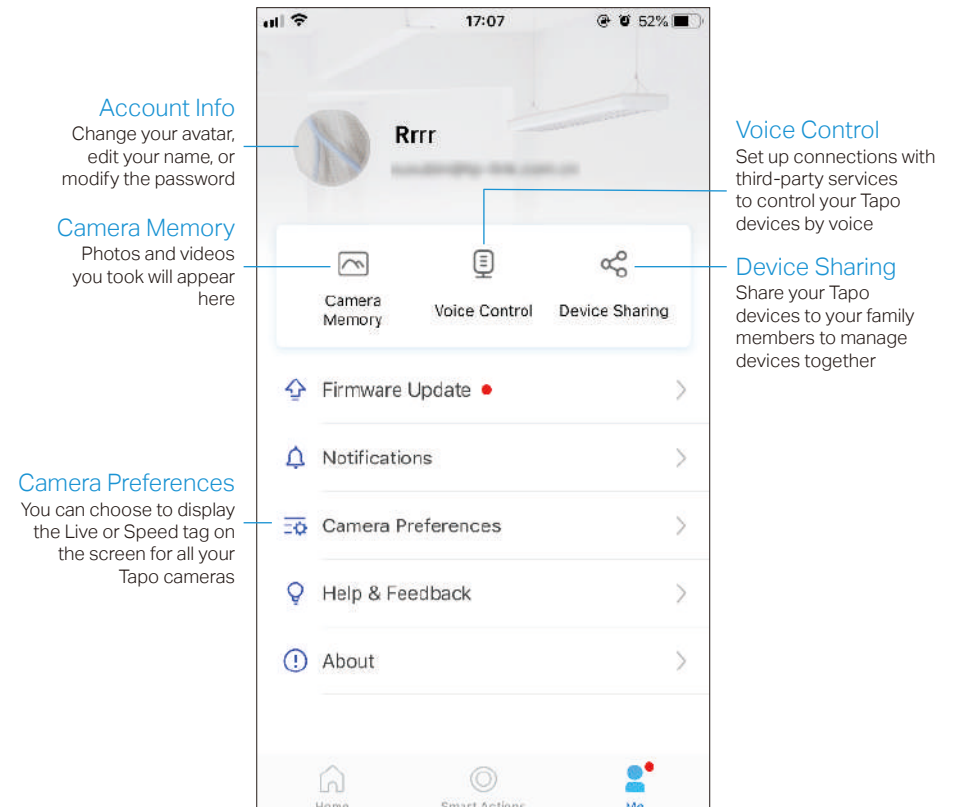 17:07
52%
Account Info
Change your avatar,
edit your name, or
modify the password
Rrrr
Voice Control
Set up connections with
third-party services
to control your Tapo
devices by voice
Camera Memory
Photos and videos
you took will appear
here
Device Sharing
Share your Tapo
devices to your family
members to manage
devices together
Camera
Memory
Voice Control
Device Sharing
Firmware Update
Notifications
Camera Preferences
You can choose to display
the Live or Speed tag on
the screen for all your
Tapo cameras
Camera Preferences
Help & Feedback
About
Home
Smart Actions
Me